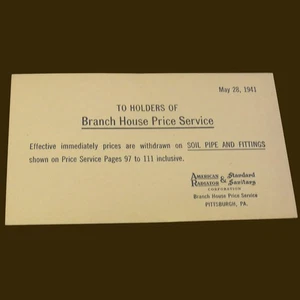 May 28, 1941
TO HOLDERS OF
Branch House Price Service
Effective immediately prices are withdrawn on SOIL PIPE AND FITTINGS
shown on Price Service Pages 97 to 111 inclusive.
AMERICAN & Standard
RADIATOR Sanitary
CORPORATION
Branch House Price Service
PITTSBURGH, PA.